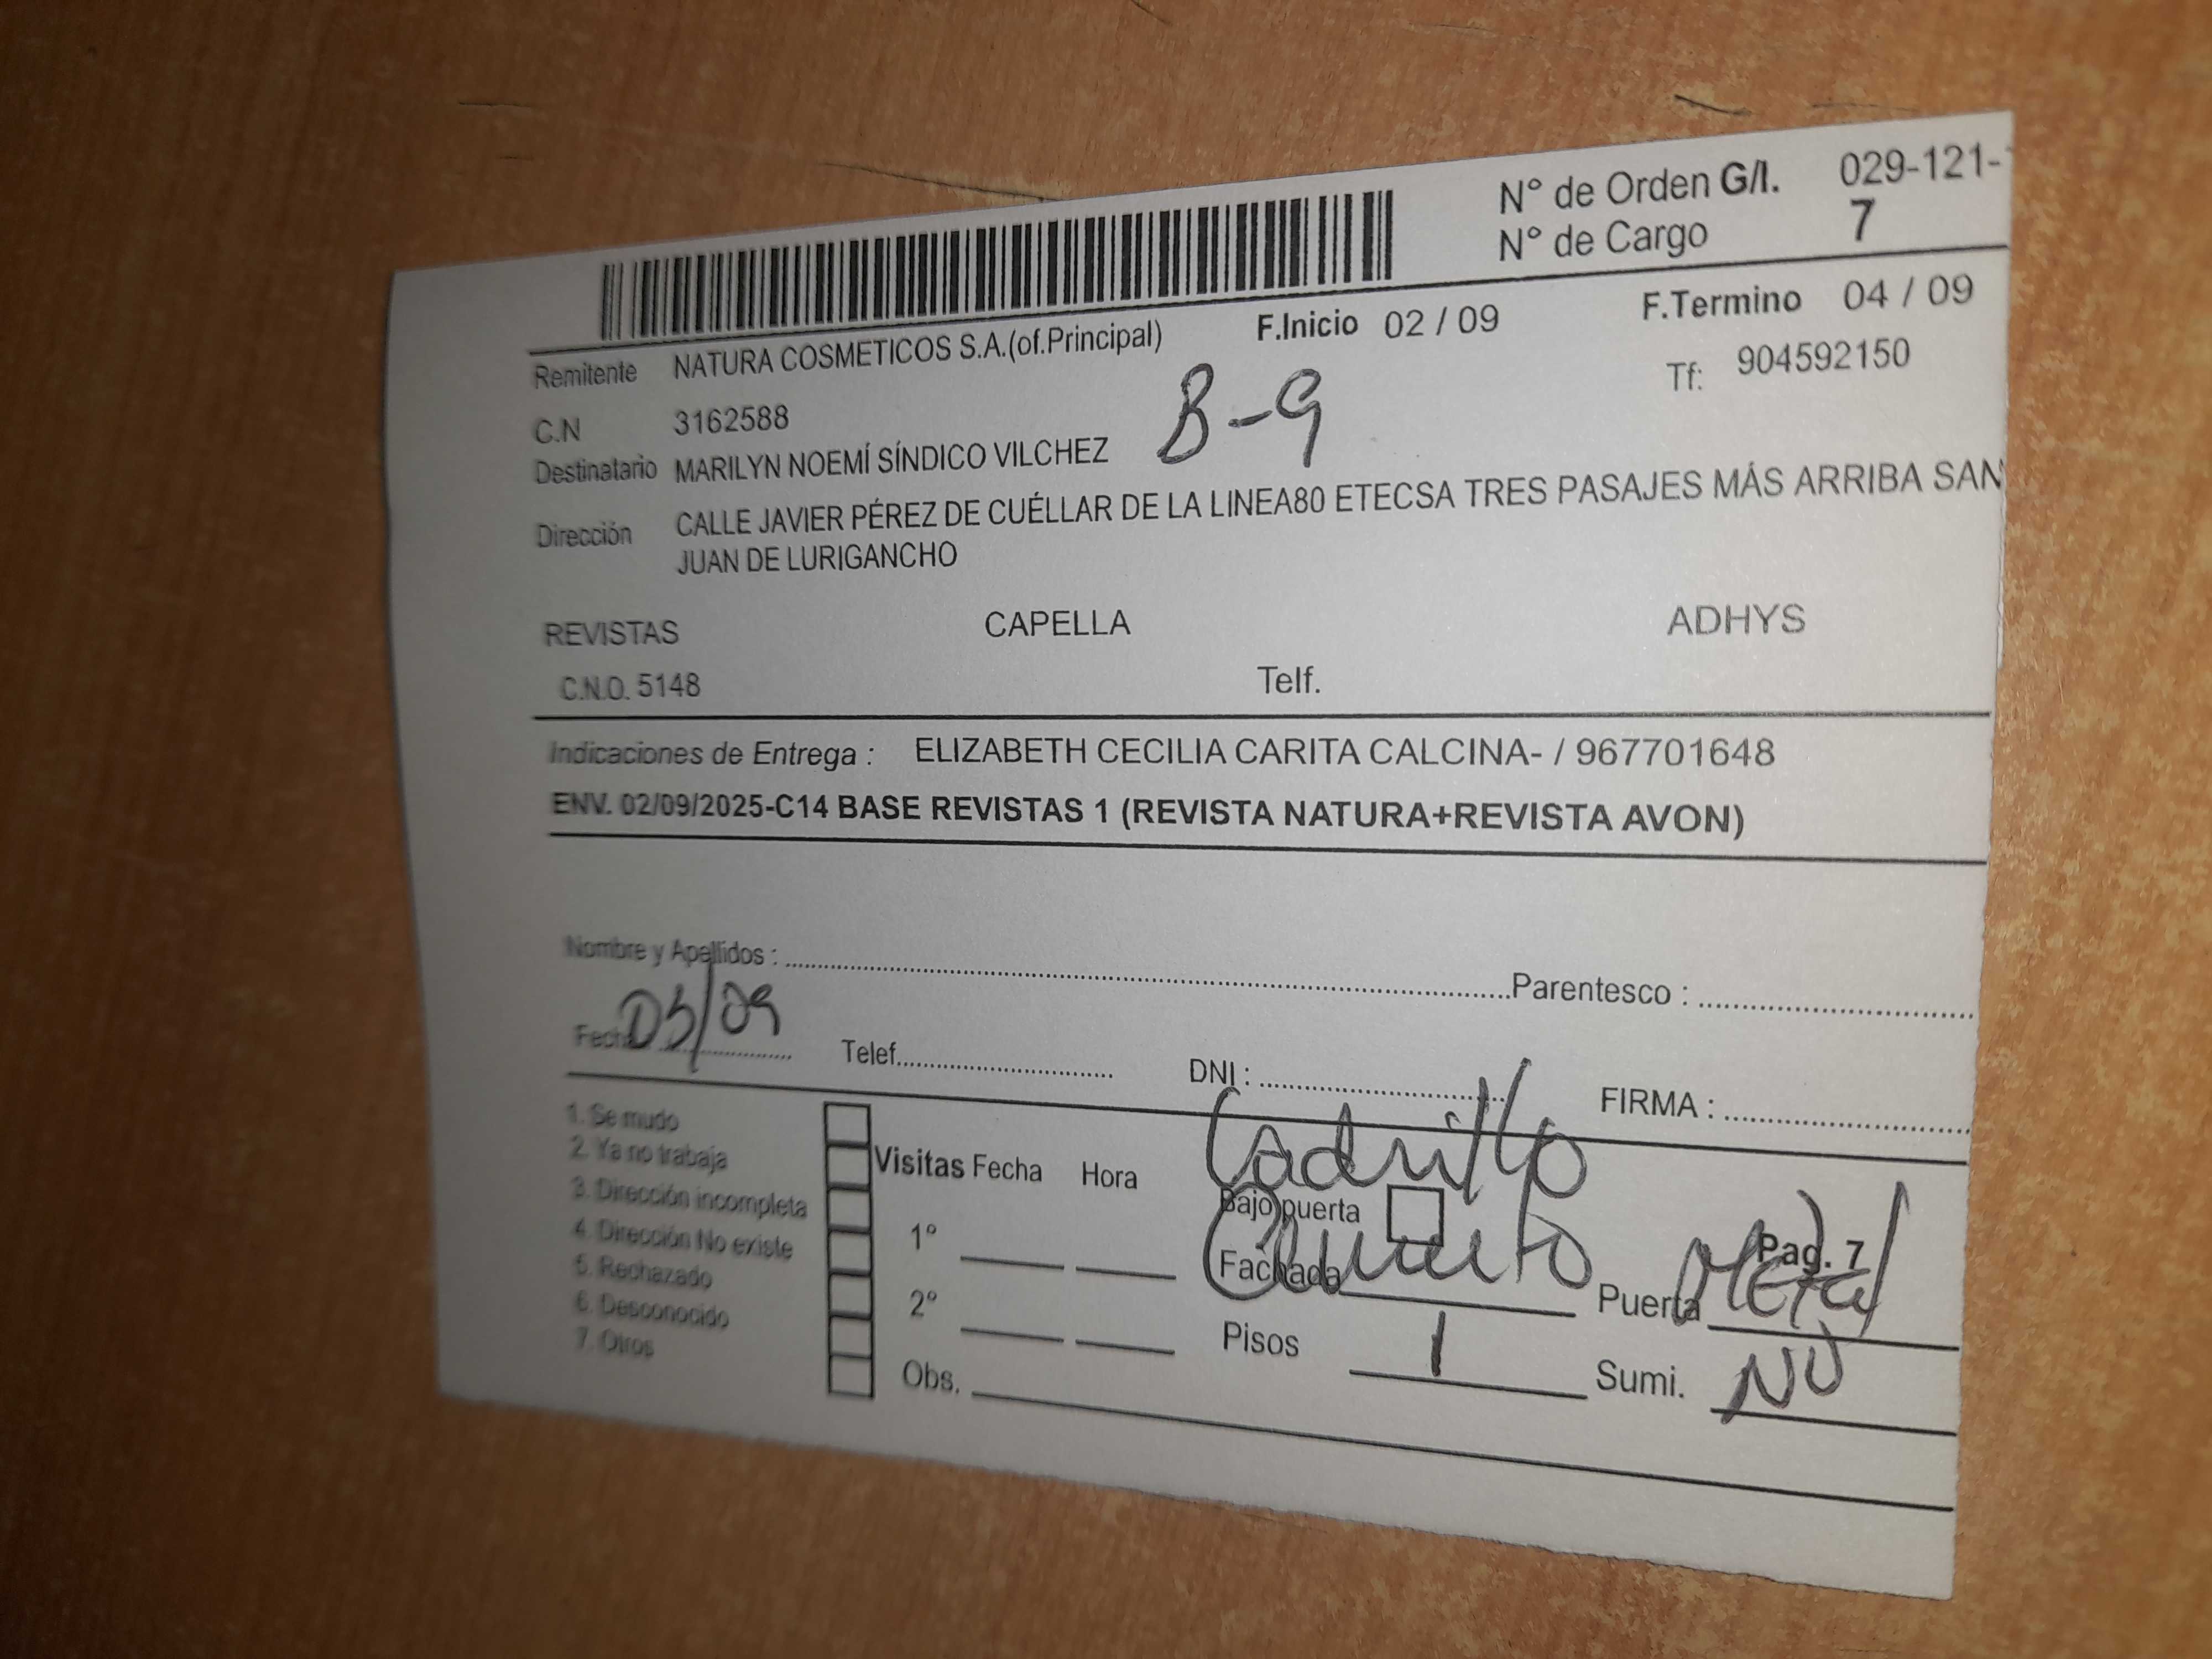 N° de Orden G/I. 029-121-
N° de Cargo 7
F.Inicio 02 / 09 F.Termino 04 / 09
Remitente NATURA COSMETICOS S.A.(of.Principal) Tf: 904592150
C.N 3162588 B-9
Destinatario MARILYN NOEMÍ SÍNDICO VILCHEZ
Dirección CALLE JAVIER PÉREZ DE CUÉLLAR DE LA LINEA80 ETECSA TRES PASAJES MÁS ARRIBA SAN
JUAN DE LURIGANCHO
REVISTAS CAPELLA ADHYS
C.N.O. 5148 Telf.
Indicaciones de Entrega : ELIZABETH CECILIA CARITA CALCINA- / 967701648
ENV. 02/09/2025-C14 BASE REVISTAS 1 (REVISTA NATURA+REVISTA AVON)
Nombre y Apellidos : Parentesco :
Fecha 03/09 Telef. DNI : FIRMA :
1. Se mudo
2. Ya no trabaja
3. Dirección incompleta
4. Dirección No existe
5. Rechazado
6. Desconocido
7. Otros
Visitas Fecha Hora
1°
2°
Obs.
Ladrillo
Bajo puerta
Fachada Puerta Metal
Pag. 7
Pisos 1 Sumi. NO